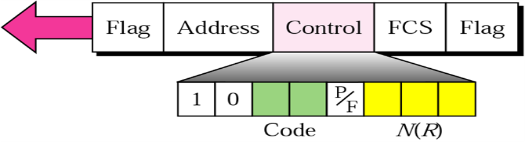 Flag Address Control FCS Flag
1 0 P/F
Code N(R)